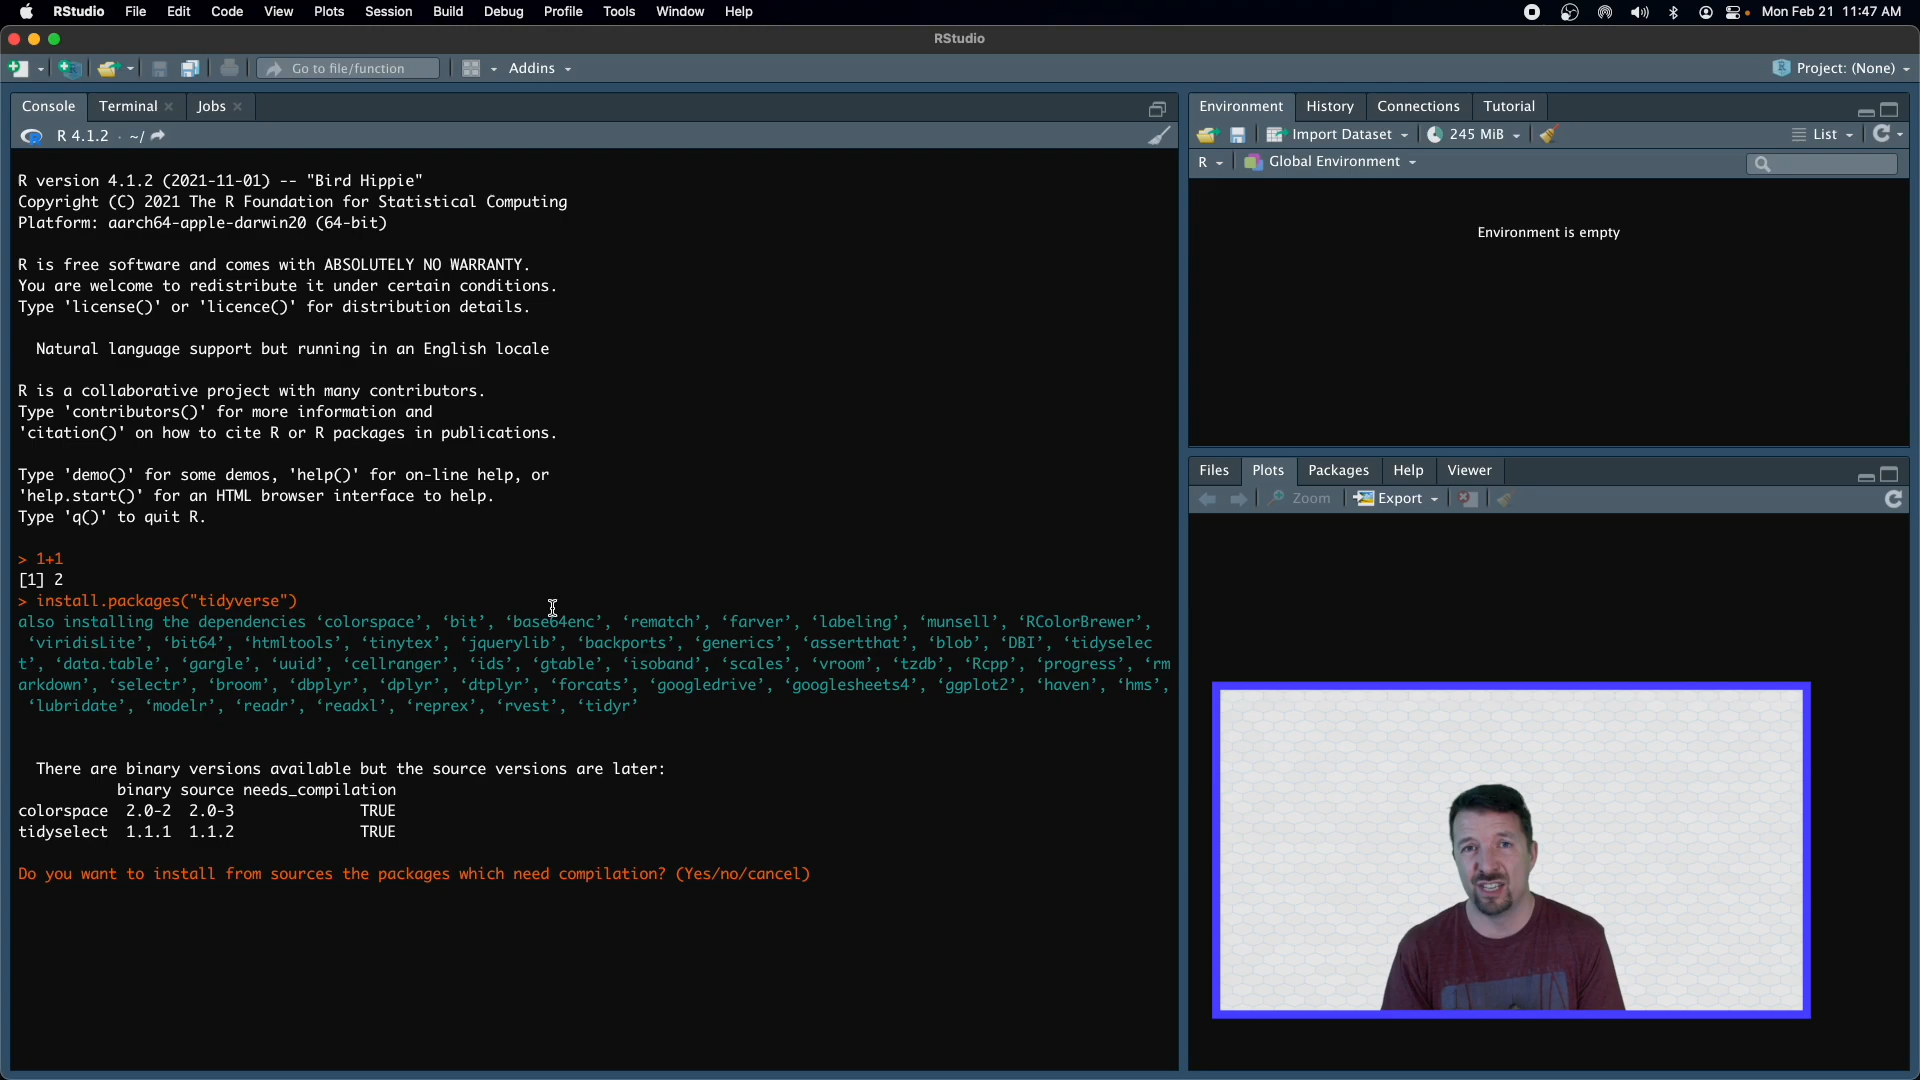 RStudio File Edit Code View Plots Session Build Debug Profile Tools Window Help Mon Feb 21 11:47 AM
RStudio
Go to file/function Addins Project: (None)
Console Terminal Jobs
R 4.1.2 · ~/
R version 4.1.2 (2021-11-01) -- "Bird Hippie"
Copyright (C) 2021 The R Foundation for Statistical Computing
Platform: aarch64-apple-darwin20 (64-bit)
R is free software and comes with ABSOLUTELY NO WARRANTY.
You are welcome to redistribute it under certain conditions.
Type 'license()' or 'licence()' for distribution details.
Natural language support but running in an English locale
R is a collaborative project with many contributors.
Type 'contributors()' for more information and
'citation()' on how to cite R or R packages in publications.
Type 'demo()' for some demos, 'help()' for on-line help, or
'help.start()' for an HTML browser interface to help.
Type 'q()' to quit R.
> 1+1
[1] 2
> install.packages("tidyverse")
also installing the dependencies ‘colorspace’, ‘bit’, ‘base64enc’, ‘rematch’, ‘farver’, ‘labeling’, ‘munsell’, ‘RColorBrewer’,
‘viridisLite’, ‘bit64’, ‘htmltools’, ‘tinytex’, ‘jquerylib’, ‘backports’, ‘generics’, ‘assertthat’, ‘blob’, ‘DBI’, ‘tidyselec
t’, ‘data.table’, ‘gargle’, ‘uuid’, ‘cellranger’, ‘ids’, ‘gtable’, ‘isoband’, ‘scales’, ‘vroom’, ‘tzdb’, ‘Rcpp’, ‘progress’, ‘rm
arkdown’, ‘selectr’, ‘broom’, ‘dbplyr’, ‘dplyr’, ‘dtplyr’, ‘forcats’, ‘googledrive’, ‘googlesheets4’, ‘ggplot2’, ‘haven’, ‘hms’,
‘lubridate’, ‘modelr’, ‘readr’, ‘readxl’, ‘reprex’, ‘rvest’, ‘tidyr’
There are binary versions available but the source versions are later:
binary source needs_compilation
colorspace 2.0-2 2.0-3 TRUE
tidyselect 1.1.1 1.1.2 TRUE
Do you want to install from sources the packages which need compilation? (Yes/no/cancel)
Environment History Connections Tutorial
Import Dataset 245 MiB List
R Global Environment
Environment is empty
Files Plots Packages Help Viewer
Zoom Export